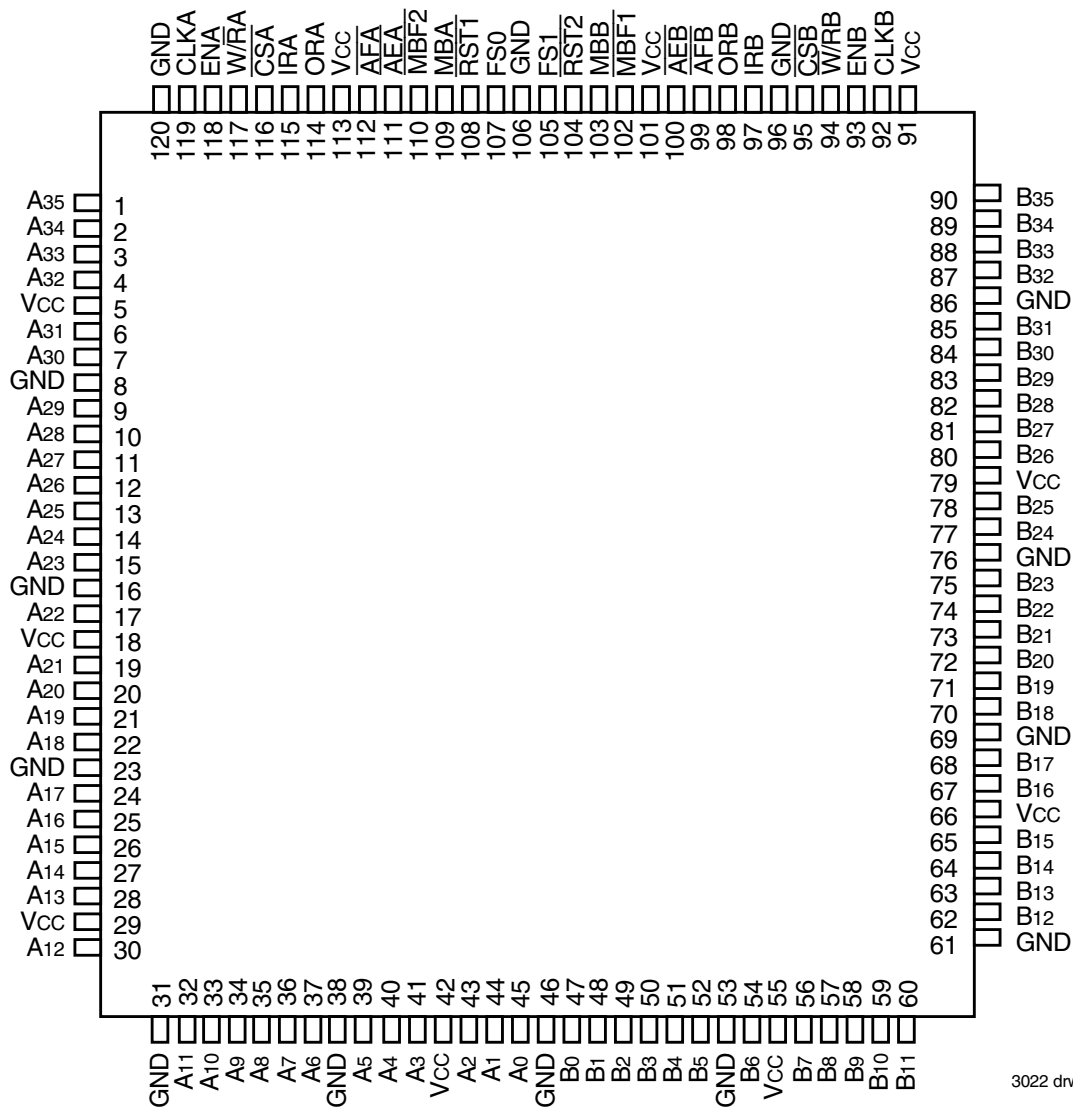 GND CLKA ENA W/RA CSA IRA ORA VCC AFA AEA MBF2 MBA RST1 FS0 GND FS1 RST2 MBB MBF1 VCC AEB AFB ORB IRB GND CSB W/RB ENB CLKB VCC
120 119 118 117 116 115 114 113 112 111 110 109 108 107 106 105 104 103 102 101 100 99 98 97 96 95 94 93 92 91
A35 1 90 B35
A34 2 89 B34
A33 3 88 B33
A32 4 87 B32
VCC 5 86 GND
A31 6 85 B31
A30 7 84 B30
GND 8 83 B29
A29 9 82 B28
A28 10 81 B27
A27 11 80 B26
A26 12 79 VCC
A25 13 78 B25
A24 14 77 B24
A23 15 76 GND
GND 16 75 B23
A22 17 74 B22
VCC 18 73 B21
A21 19 72 B20
A20 20 71 B19
A19 21 70 B18
A18 22 69 GND
GND 23 68 B17
A17 24 67 B16
A16 25 66 VCC
A15 26 65 B15
A14 27 64 B14
A13 28 63 B13
VCC 29 62 B12
A12 30 61 GND
31 32 33 34 35 36 37 38 39 40 41 42 43 44 45 46 47 48 49 50 51 52 53 54 55 56 57 58 59 60
GND A11 A10 A9 A8 A7 A6 GND A5 A4 A3 VCC A2 A1 A0 GND B0 B1 B2 B3 B4 B5 GND B6 VCC B7 B8 B9 B10 B11
3022 drv